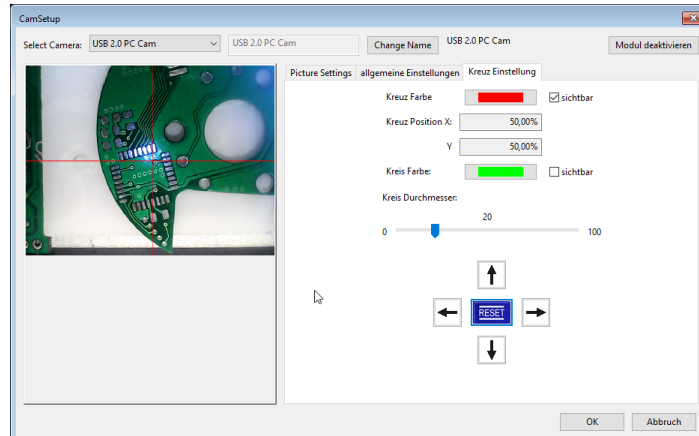 CamSetup
Select Camera: USB 2.0 PC Cam USB 2.0 PC Cam Change Name USB 2.0 PC Cam Modul deaktivieren
Picture Settings allgemeine Einstellungen Kreuz Einstellung
Kreuz Farbe sichtbar
Kreuz Position X: 50,00%
Y 50,00%
Kreis Farbe: sichtbar
Kreis Durchmesser:
20
0 100
RESET
OK Abbruch